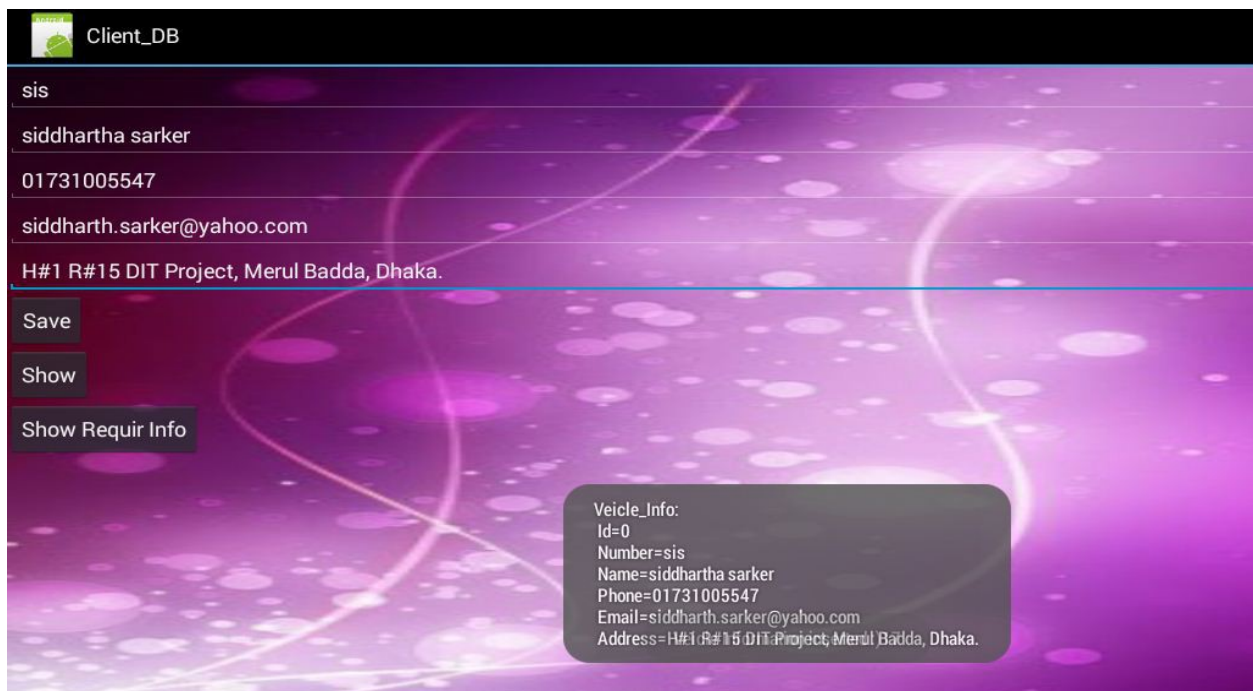 Android
Client_DB
sis
siddhartha sarker
01731005547
siddharth.sarker@yahoo.com
H#1 R#15 DIT Project, Merul Badda, Dhaka.
Save
Show
Show Requir Info
Veicle_Info:
Id=0
Number=sis
Name=siddhartha sarker
Phone=01731005547
Email=siddharth.sarker@yahoo.com
Address=H#1 R#15 DIT Project, Merul Badda, Dhaka.